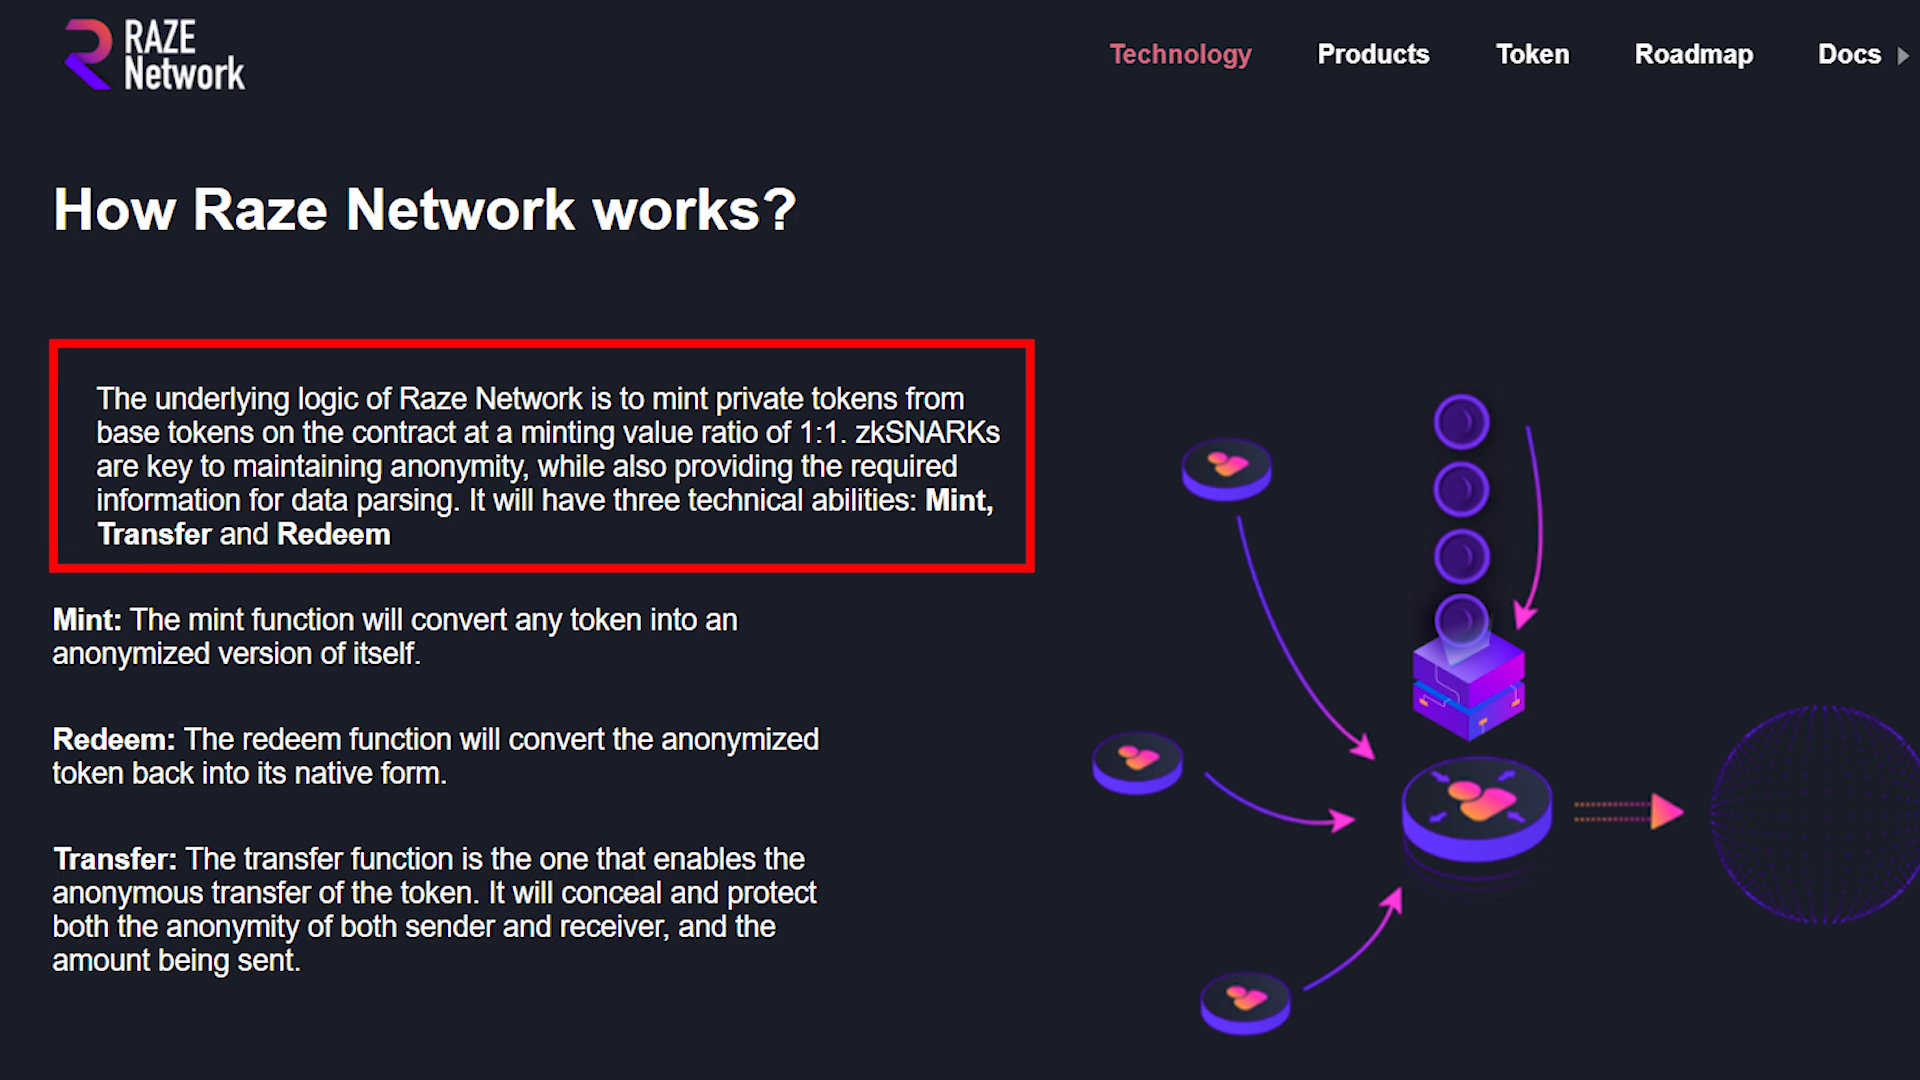 RAZE
Network
Technology
Products
Token
Roadmap
Docs
How Raze Network works?
The underlying logic of Raze Network is to mint private tokens from
base tokens on the contract at a minting value ratio of 1:1. zkSNARKs
are key to maintaining anonymity, while also providing the required
information for data parsing. It will have three technical abilities: Mint,
Transfer and Redeem
Mint: The mint function will convert any token into an
anonymized version of itself.
Redeem: The redeem function will convert the anonymized
token back into its native form.
Transfer: The transfer function is the one that enables the
anonymous transfer of the token. It will conceal and protect
both the anonymity of both sender and receiver, and the
amount being sent.